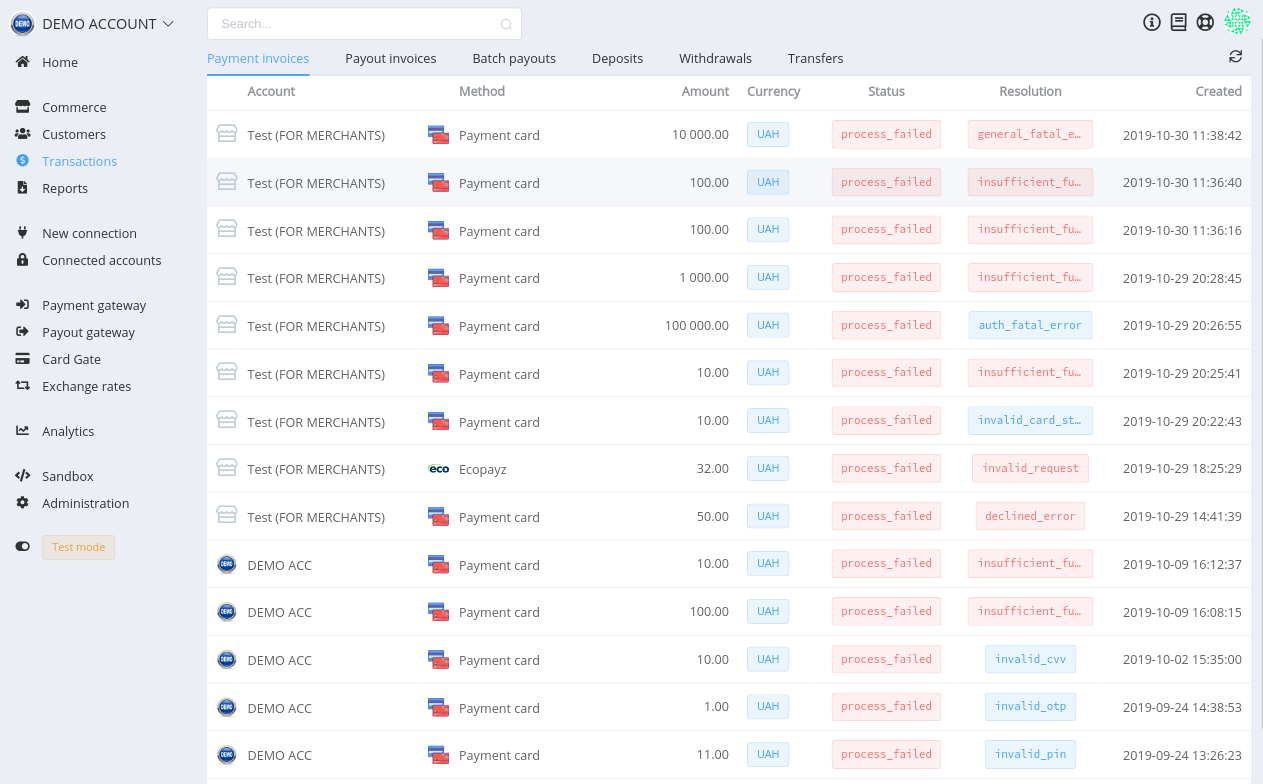 DEMO DEMO ACCOUNT
Search...
Home
Commerce
Customers
Transactions
Reports
New connection
Connected accounts
Payment gateway
Payout gateway
Card Gate
Exchange rates
Analytics
Sandbox
Administration
Test mode
Payment invoices Payout invoices Batch payouts Deposits Withdrawals Transfers
Account Method Amount Currency Status Resolution Created
Test (FOR MERCHANTS) Payment card 10 000.00 UAH process_failed general_fatal_e… 2019-10-30 11:38:42
Test (FOR MERCHANTS) Payment card 100.00 UAH process_failed insufficient_fu… 2019-10-30 11:36:40
Test (FOR MERCHANTS) Payment card 100.00 UAH process_failed insufficient_fu… 2019-10-30 11:36:16
Test (FOR MERCHANTS) Payment card 1 000.00 UAH process_failed insufficient_fu… 2019-10-29 20:28:45
Test (FOR MERCHANTS) Payment card 100 000.00 UAH process_failed auth_fatal_error 2019-10-29 20:26:55
Test (FOR MERCHANTS) Payment card 10.00 UAH process_failed insufficient_fu… 2019-10-29 20:25:41
Test (FOR MERCHANTS) Payment card 10.00 UAH process_failed invalid_card_st… 2019-10-29 20:22:43
Test (FOR MERCHANTS) eco Ecopayz 32.00 UAH process_failed invalid_request 2019-10-29 18:25:29
Test (FOR MERCHANTS) Payment card 50.00 UAH process_failed declined_error 2019-10-29 14:41:39
DEMO DEMO ACC Payment card 10.00 UAH process_failed insufficient_fu… 2019-10-09 16:12:37
DEMO DEMO ACC Payment card 100.00 UAH process_failed insufficient_fu… 2019-10-09 16:08:15
DEMO DEMO ACC Payment card 10.00 UAH process_failed invalid_cvv 2019-10-02 15:35:00
DEMO DEMO ACC Payment card 1.00 UAH process_failed invalid_otp 2019-09-24 14:38:53
DEMO DEMO ACC Payment card 11.00 UAH process_failed invalid_pin 2019-09-24 13:26:23